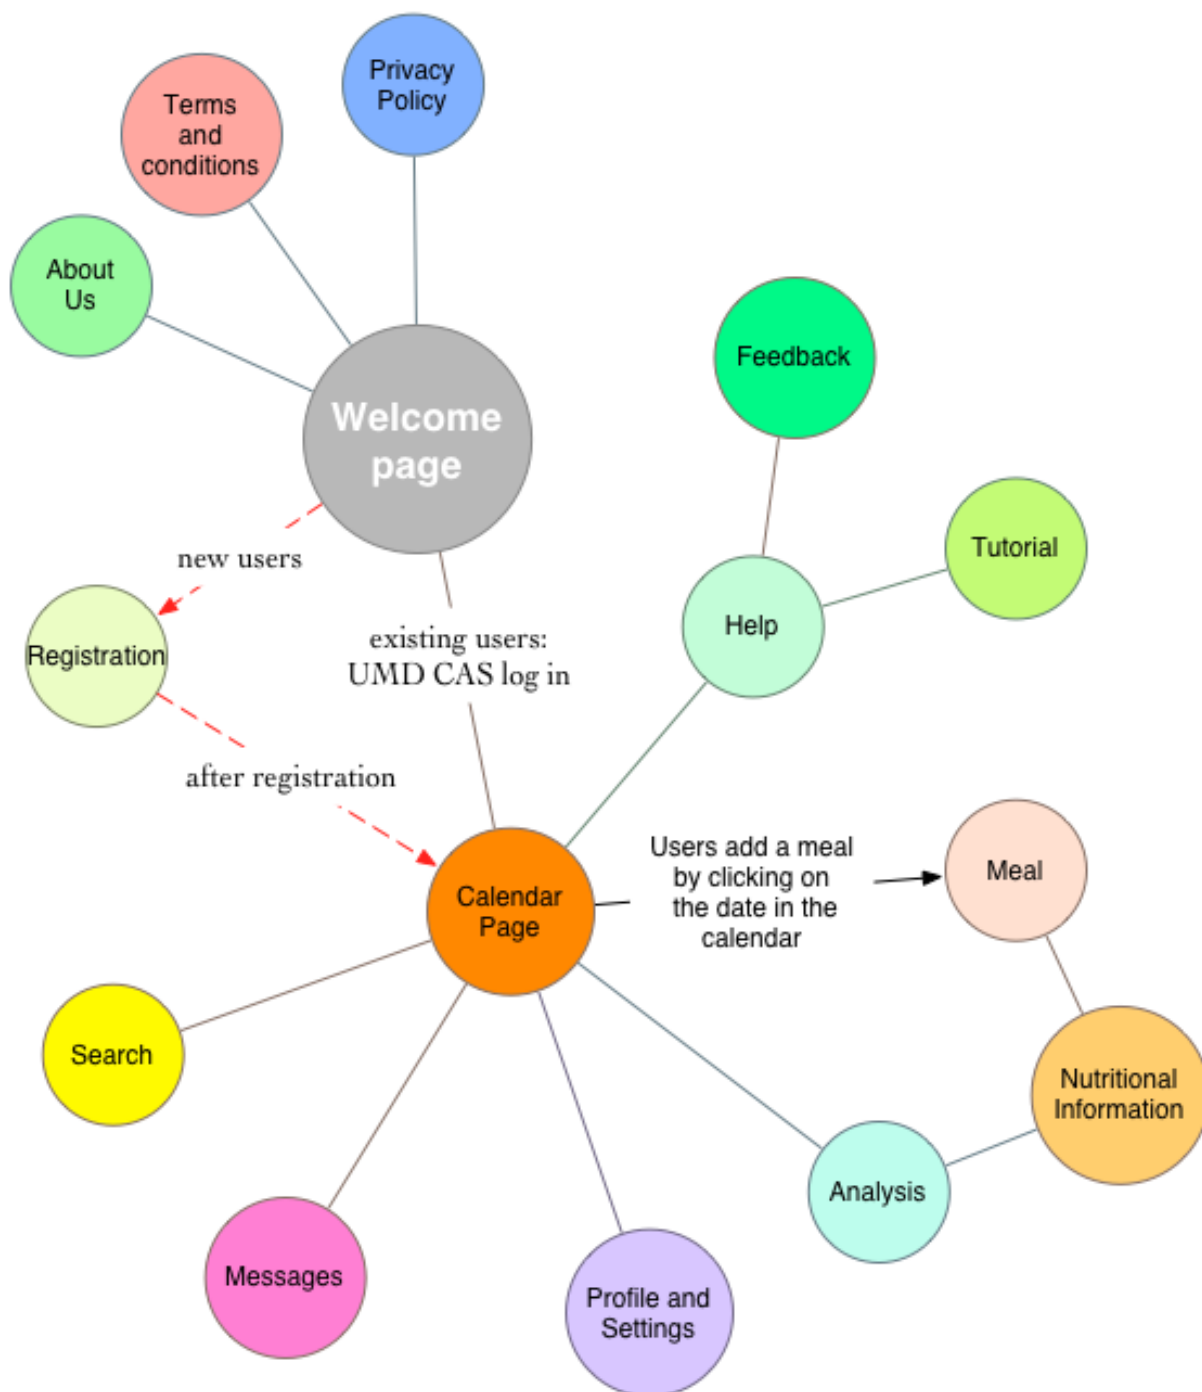 Privacy
Policy
Terms
and
conditions
About
Us
Welcome
page
Feedback
Tutorial
Help
new users
existing users:
UMD CAS log in
Registration
after registration
Users add a meal
by clicking on
the date in the
calendar
Meal
Calendar
Page
Search
Nutritional
Information
Analysis
Messages
Profile and
Settings